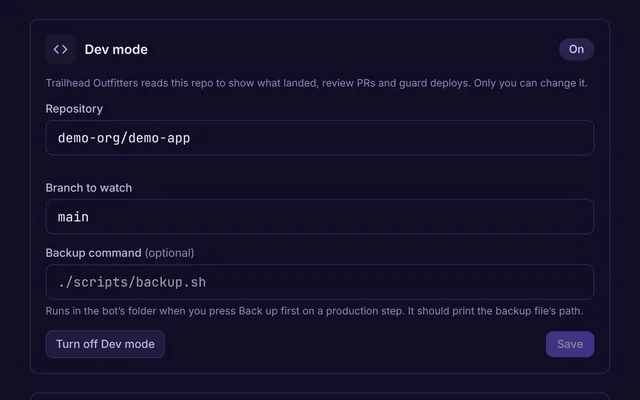 Dev mode
On
Trailhead Outfitters reads this repo to show what landed, review PRs and guard deploys. Only you can change it.
Repository
demo-org/demo-app
Branch to watch
main
Backup command (optional)
./scripts/backup.sh
Runs in the bot’s folder when you press Back up first on a production step. It should print the backup file’s path.
Turn off Dev mode
Save